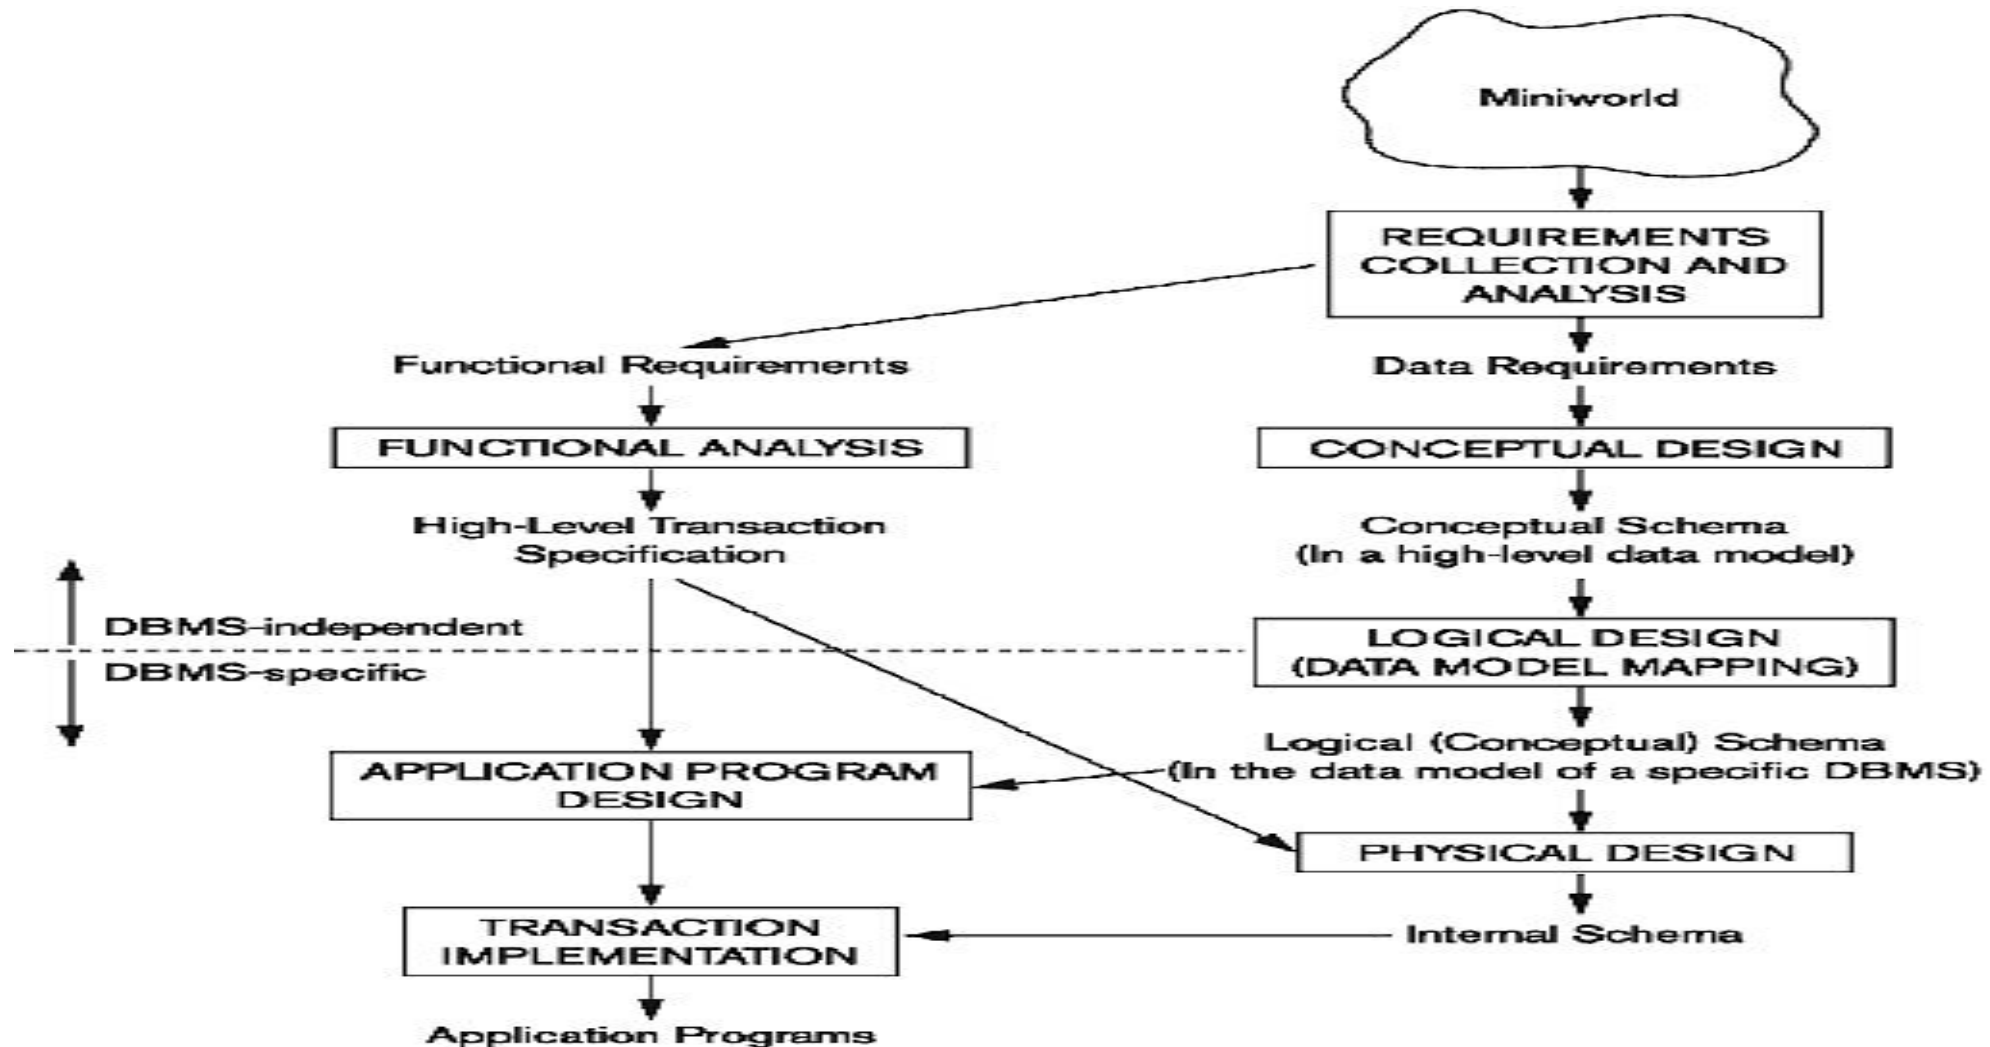 Miniworld
REQUIREMENTS
COLLECTION AND
ANALYSIS
Functional Requirements
Data Requirements
FUNCTIONAL ANALYSIS
CONCEPTUAL DESIGN
High-Level Transaction
Specification
Conceptual Schema
(In a high-level data model)
DBMS-independent
DBMS-specific
LOGICAL DESIGN
(DATA MODEL MAPPING)
Logical (Conceptual) Schema
(In the data model of a specific DBMS)
APPLICATION PROGRAM
DESIGN
PHYSICAL DESIGN
TRANSACTION
IMPLEMENTATION
Internal Schema
Application Programs